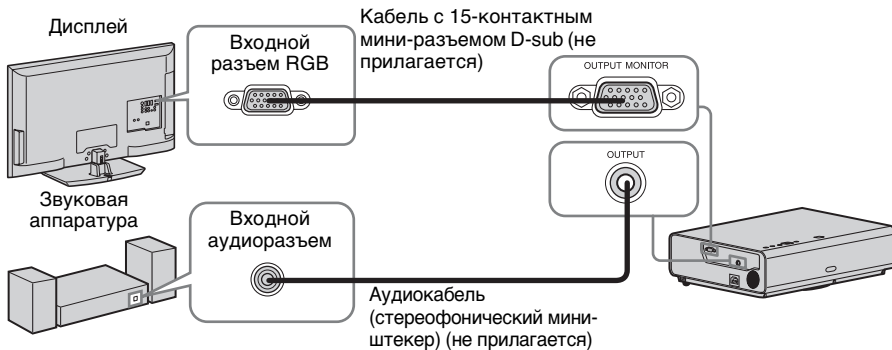 Дисплей
Входной
разъем RGB
Кабель с 15-контактным
мини-разъемом D-sub (не
прилагается)
OUTPUT MONITOR
OUTPUT
Звуковая
аппаратура
Входной
аудиоразъем
Аудиокабель
(стереофонический мини-
штекер) (не прилагается)